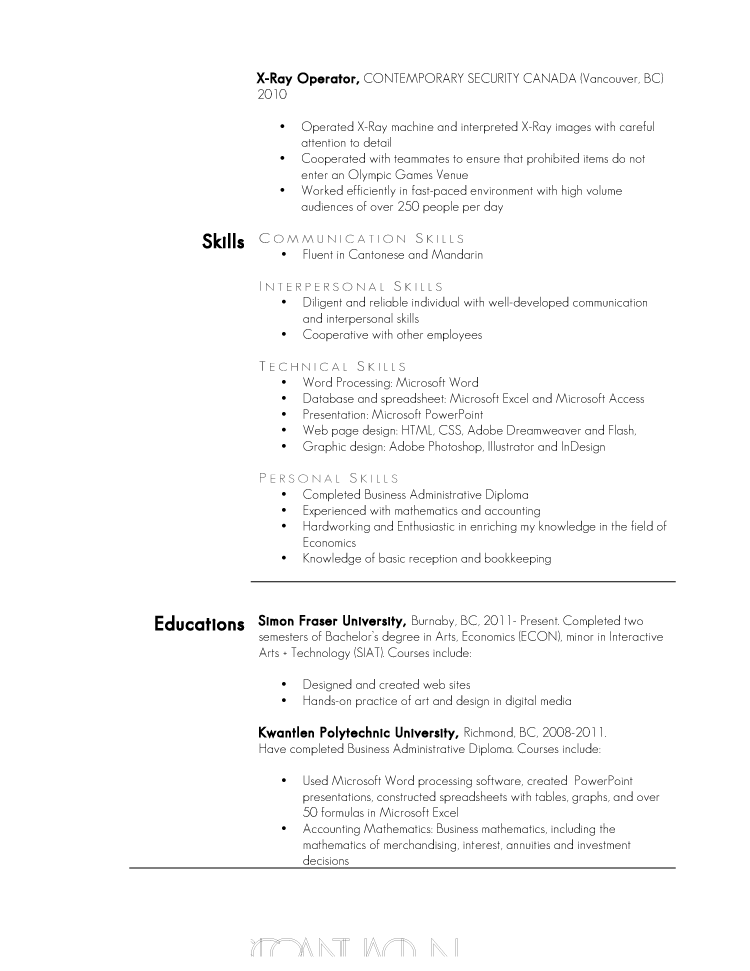 X-Ray Operator, CONTEMPORARY SECURITY CANADA (Vancouver, BC)
2010
• Operated X-Ray machine and interpreted X-Ray images with careful
attention to detail
• Cooperated with teammates to ensure that prohibited items do not
enter an Olympic Games Venue
• Worked efficiently in fast-paced environment with high volume
audiences of over 250 people per day
Skills COMMUNICATION SKILLS
• Fluent in Cantonese and Mandarin
INTERPERSONAL SKILLS
• Diligent and reliable individual with well-developed communication
and interpersonal skills
• Cooperative with other employees
TECHNICAL SKILLS
• Word Processing: Microsoft Word
• Database and spreadsheet: Microsoft Excel and Microsoft Access
• Presentation: Microsoft PowerPoint
• Web page design: HTML, CSS, Adobe Dreamweaver and Flash,
• Graphic design: Adobe Photoshop, Illustrator and InDesign
PERSONAL SKILLS
• Completed Business Administrative Diploma
• Experienced with mathematics and accounting
• Hardworking and Enthusiastic in enriching my knowledge in the field of
Economics
• Knowledge of basic reception and bookkeeping
Educations Simon Fraser University, Burnaby, BC, 2011- Present. Completed two
semesters of Bachelor`s degree in Arts, Economics (ECON), minor in Interactive
Arts + Technology (SIAT). Courses include:
• Designed and created web sites
• Hands-on practice of art and design in digital media
Kwantlen Polytechnic University, Richmond, BC, 2008-2011.
Have completed Business Administrative Diploma. Courses include:
• Used Microsoft Word processing software, created PowerPoint
presentations, constructed spreadsheets with tables, graphs, and over
50 formulas in Microsoft Excel
• Accounting Mathematics: Business mathematics, including the
mathematics of merchandising, interest, annuities and investment
decisions